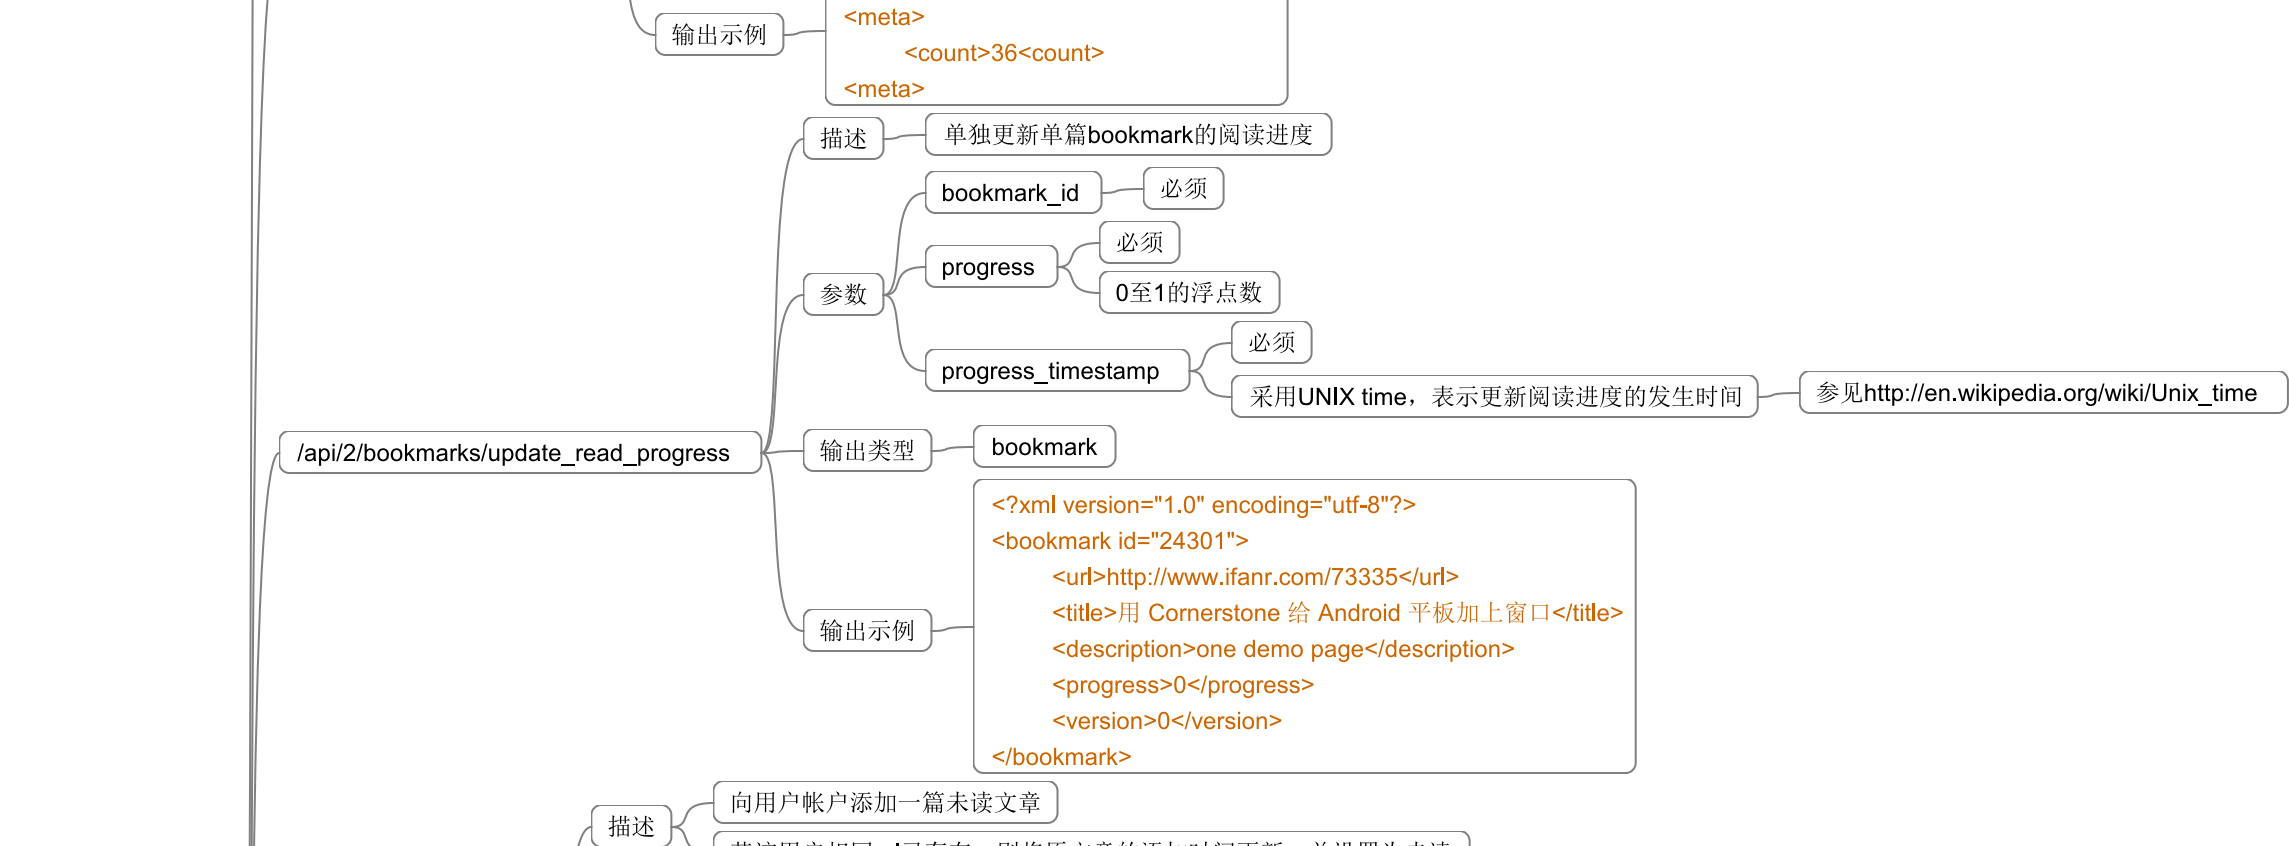 <meta>
输出示例
<count>36<count>
<meta>
描述
单独更新单篇bookmark的阅读进度
bookmark_id
必须
progress
必须
0至1的浮点数
参数
progress_timestamp
必须
采用UNIX time，表示更新阅读进度的发生时间
参见http://en.wikipedia.org/wiki/Unix_time
/api/2/bookmarks/update_read_progress
输出类型
bookmark
输出示例
<?xml version="1.0" encoding="utf-8"?>
<bookmark id="24301">
<url>http://www.ifanr.com/73335</url>
<title>用 Cornerstone 给 Android 平板加上窗口</title>
<description>one demo page</description>
<progress>0</progress>
<version>0</version>
</bookmark>
描述
向用户帐户添加一篇未读文章